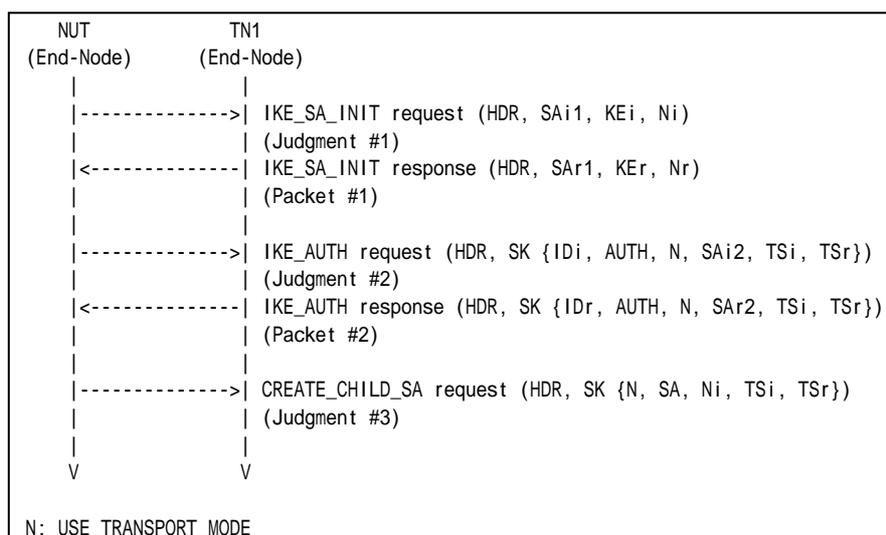 NUT TN1
(End-Node) (End-Node)
| |
|-------------->| IKE_SA_INIT request (HDR, SAi1, KEi, Ni)
| | (Judgment #1)
|<--------------| IKE_SA_INIT response (HDR, SAr1, KEr, Nr)
| | (Packet #1)
| |
|-------------->| IKE_AUTH request (HDR, SK {IDi, AUTH, N, SAi2, TSi, TSr})
| | (Judgment #2)
|<--------------| IKE_AUTH response (HDR, SK {IDr, AUTH, N, SAr2, TSi, TSr})
| | (Packet #2)
| |
|-------------->| CREATE_CHILD_SA request (HDR, SK {N, SA, Ni, TSi, TSr})
| | (Judgment #3)
| |
V V
N: USE TRANSPORT MODE